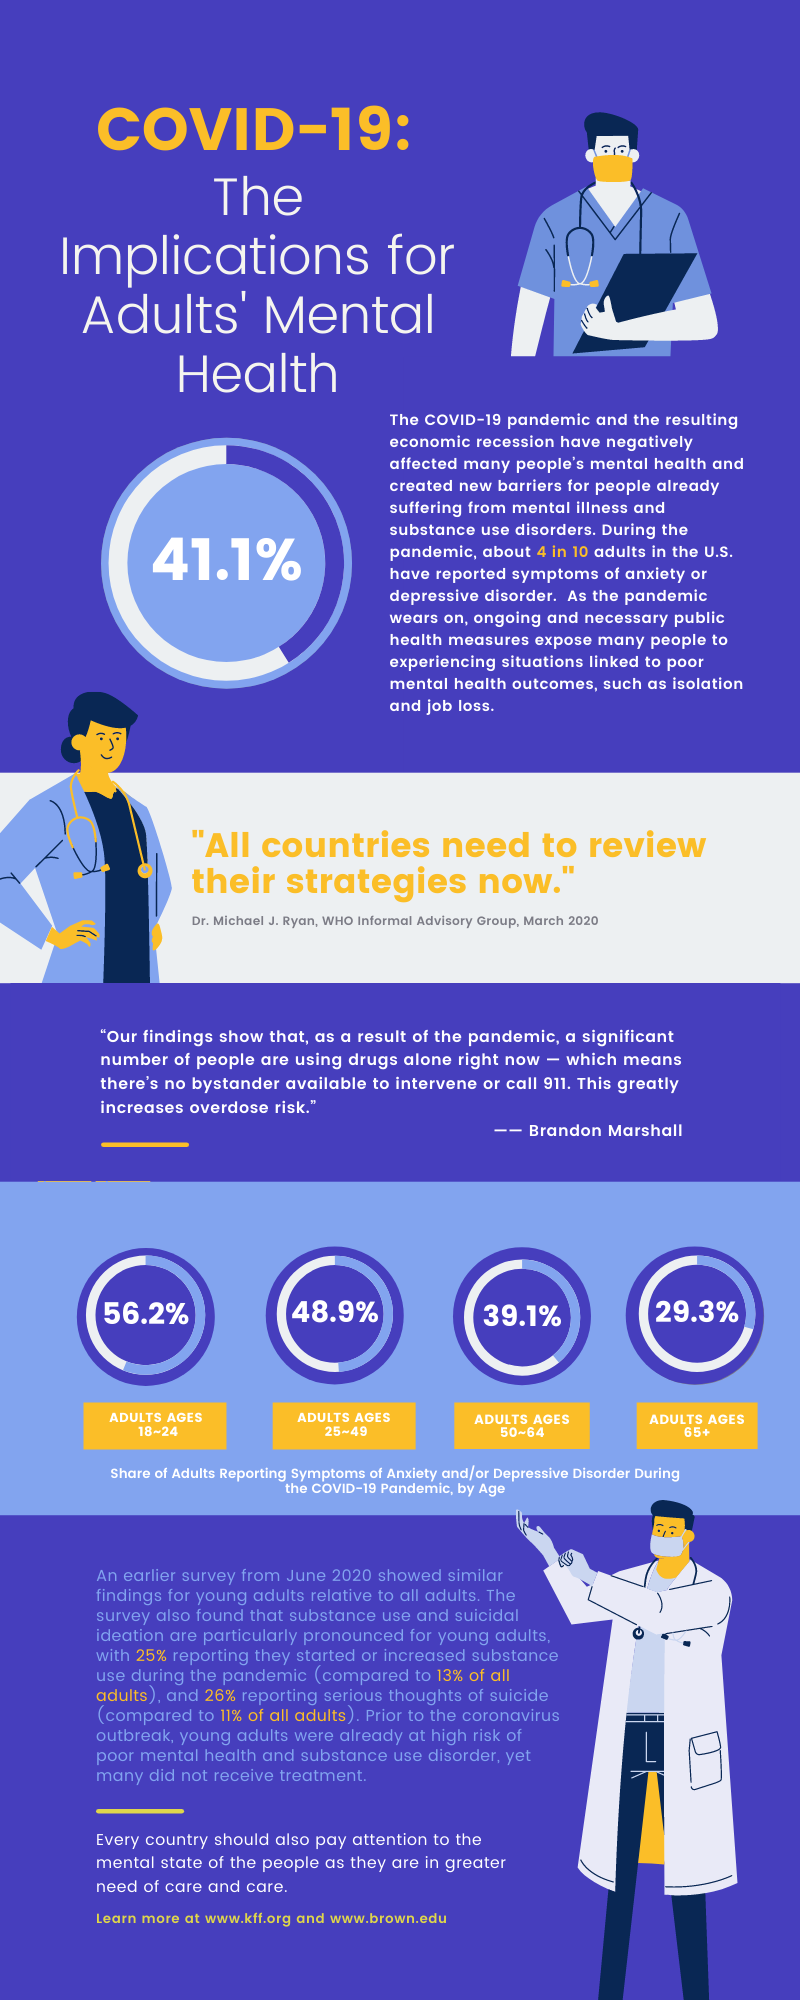 COVID-19:
The
Implications for
Adults' Mental
Health
41.1%
The COVID-19 pandemic and the resulting
economic recession have negatively
affected many people's mental health and
created new barriers for people already
suffering from mental illness and
substance use disorders. During the
pandemic, about 4 in 10 adults in the U.S.
have reported symptoms of anxiety or
depressive disorder.  As the pandemic
wears on, ongoing and necessary public
health measures expose many people to
experiencing situations linked to poor
mental health outcomes, such as isolation
and job loss.
"All countries need to review
their strategies now."
Dr. Michael J. Ryan, WHO Informal Advisory Group, March 2020
“Our findings show that, as a result of the pandemic, a significant
number of people are using drugs alone right now — which means
there's no bystander available to intervene or call 911. This greatly
increases overdose risk.”
—— Brandon Marshall
56.2%
48.9%
39.1%
29.3%
ADULTS AGES
18~24
ADULTS AGES
25~49
ADULTS AGES
50~64
ADULTS AGES
65+
Share of Adults Reporting Symptoms of Anxiety and/or Depressive Disorder During
the COVID-19 Pandemic, by Age
An earlier survey from June 2020 showed similar
findings for young adults relative to all adults. The
survey also found that substance use and suicidal
ideation are particularly pronounced for young adults,
with 25% reporting they started or increased substance
use during the pandemic (compared to 13% of all
adults), and 26% reporting serious thoughts of suicide
(compared to 11% of all adults). Prior to the coronavirus
outbreak, young adults were already at high risk of
poor mental health and substance use disorder, yet
many did not receive treatment.
Every country should also pay attention to the
mental state of the people as they are in greater
need of care and care.
Learn more at www.kff.org and www.brown.edu